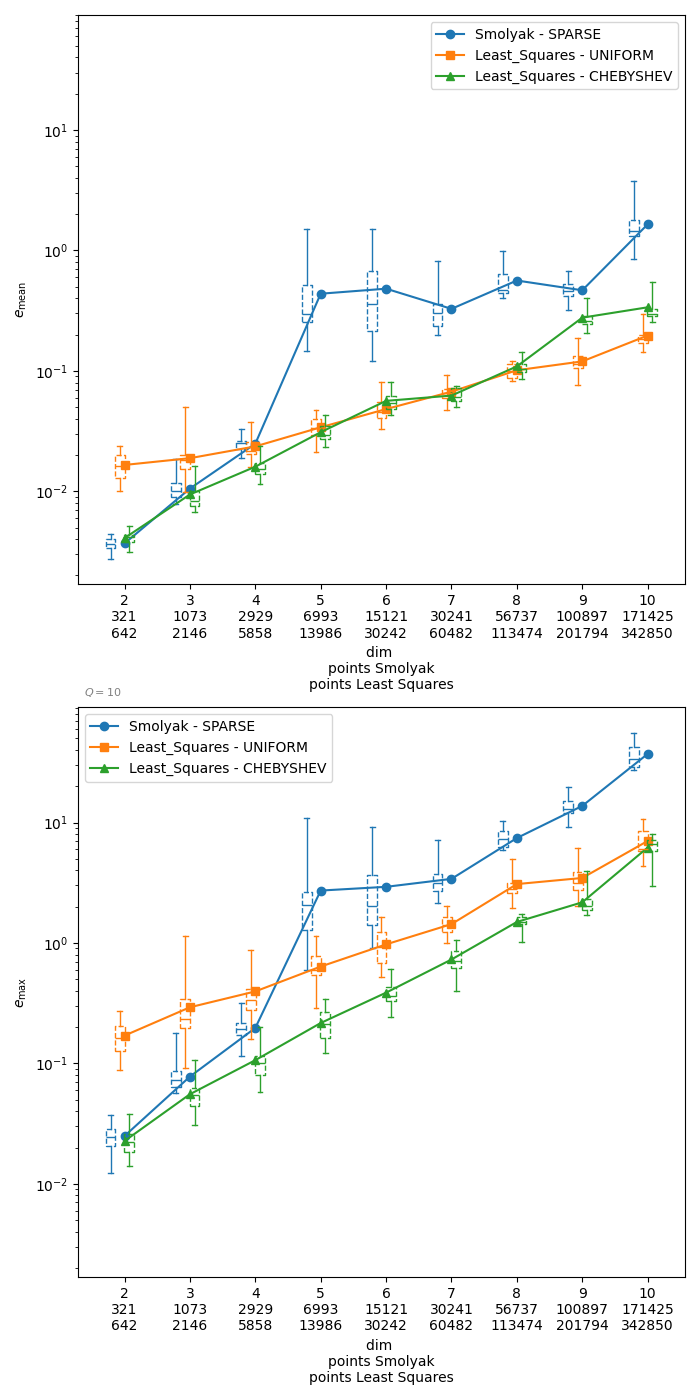 Smolyak - SPARSE
Least_Squares - UNIFORM
Least_Squares - CHEBYSHEV
10¹
10⁰
10⁻¹
10⁻²
e_mean
2 3 4 5 6 7 8 9 10
321 1073 2929 6993 15121 30241 56737 100897 171425
642 2146 5858 13986 30242 60482 113474 201794 342850
dim
points Smolyak
points Least Squares
Q = 10
Smolyak - SPARSE
Least_Squares - UNIFORM
Least_Squares - CHEBYSHEV
10¹
10⁰
10⁻¹
10⁻²
e_max
2 3 4 5 6 7 8 9 10
321 1073 2929 6993 15121 30241 56737 100897 171425
642 2146 5858 13986 30242 60482 113474 201794 342850
dim
points Smolyak
points Least Squares